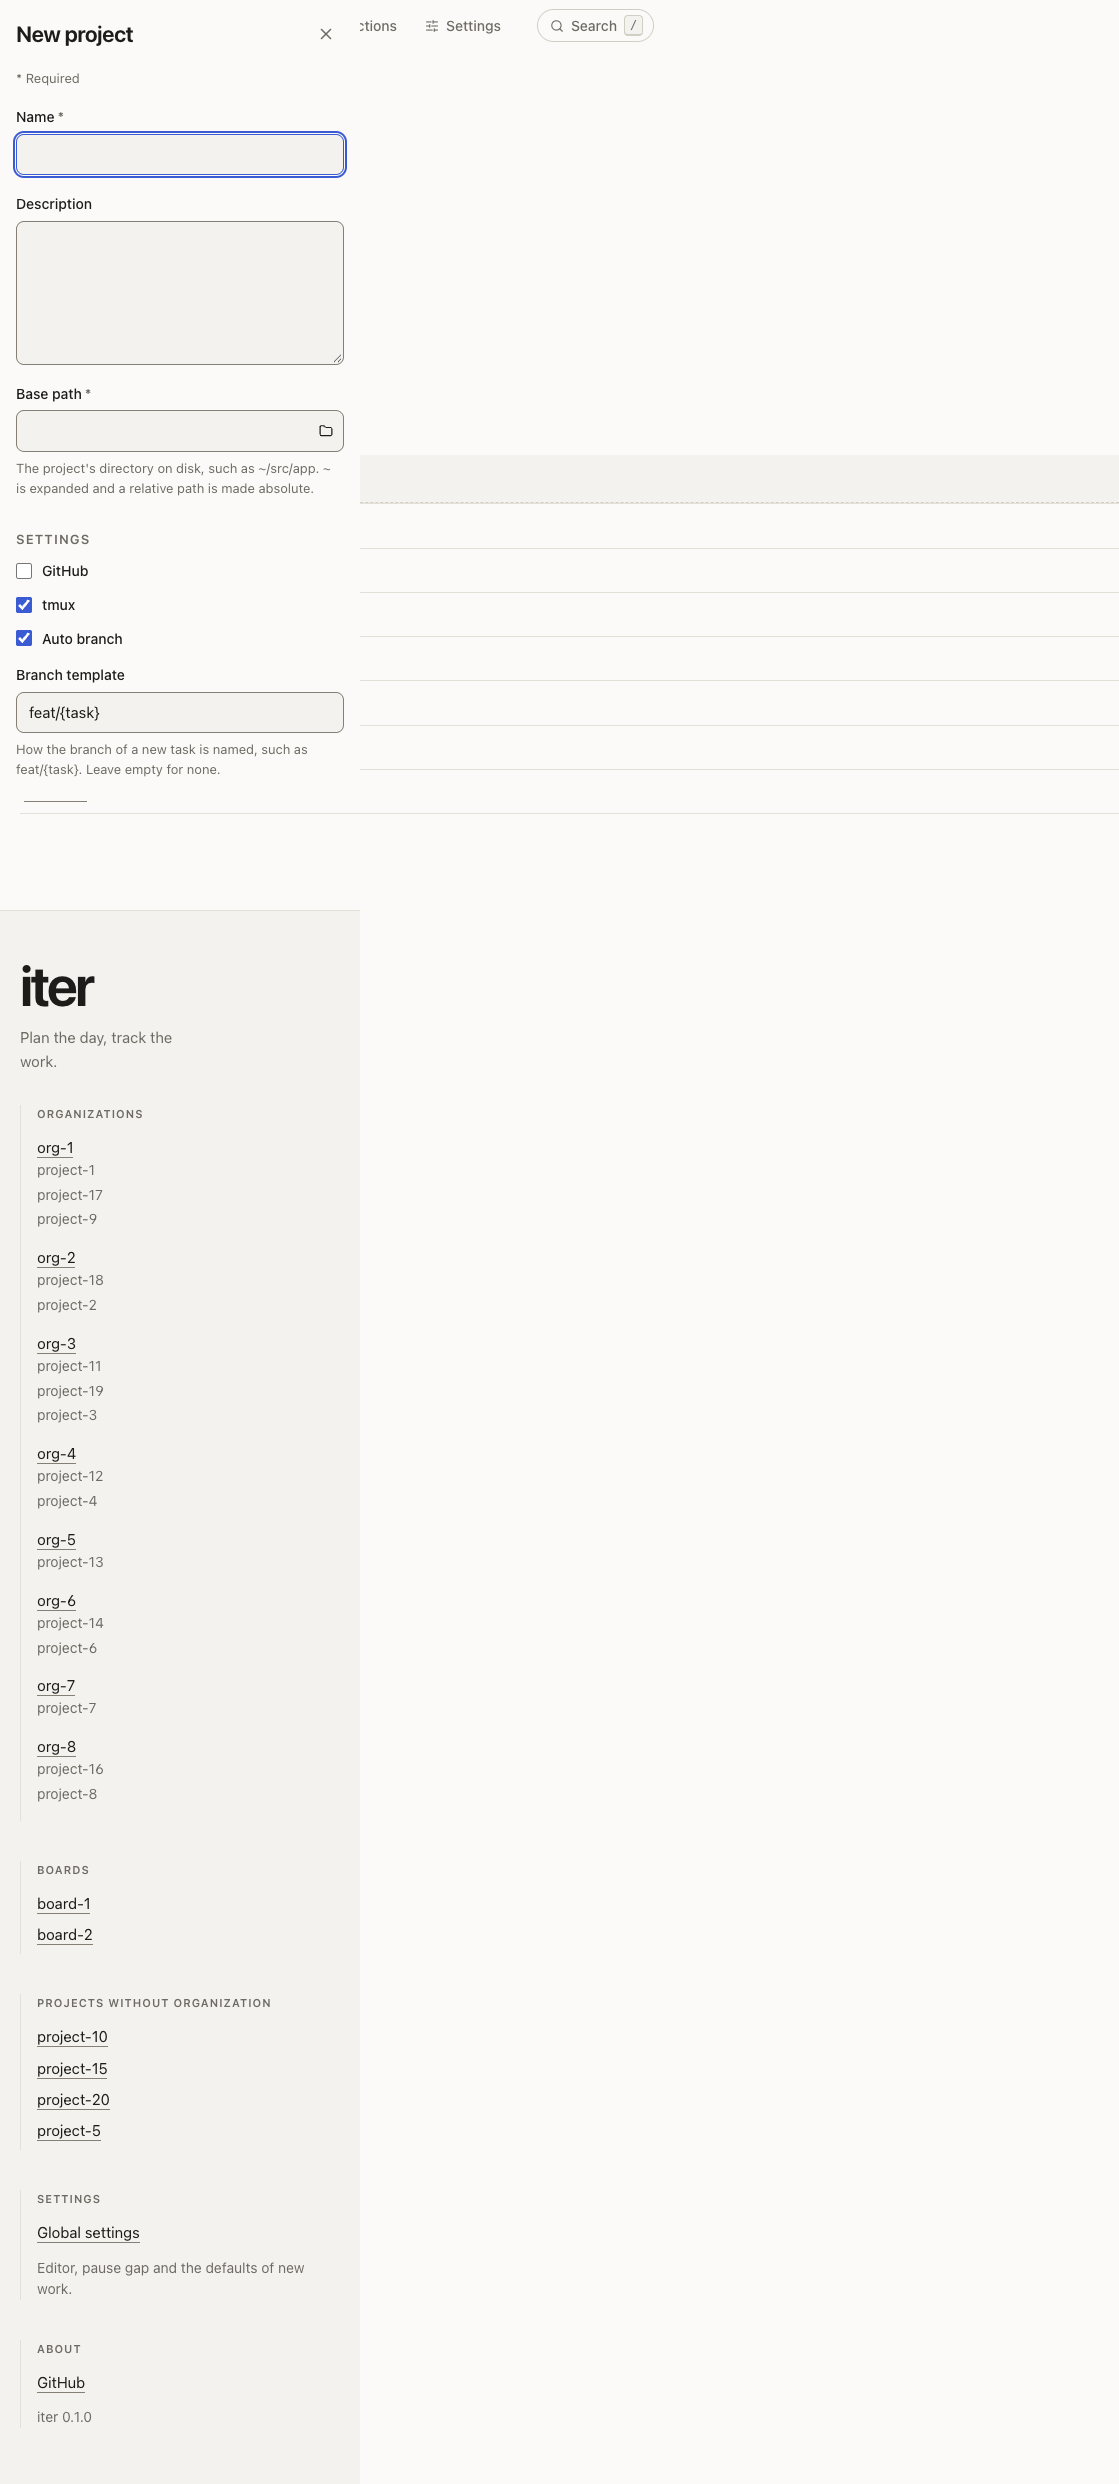 New project
ctions
Settings
Search /
* Required
Name *
Description
Base path *
The project's directory on disk, such as ~/src/app. ~
is expanded and a relative path is made absolute.
SETTINGS
GitHub
tmux
Auto branch
Branch template
feat/{task}
How the branch of a new task is named, such as
feat/{task}. Leave empty for none.
iter
Plan the day, track the
work.
ORGANIZATIONS
org-1
project-1
project-17
project-9
org-2
project-18
project-2
org-3
project-11
project-19
project-3
org-4
project-12
project-4
org-5
project-13
org-6
project-14
project-6
org-7
project-7
org-8
project-16
project-8
BOARDS
board-1
board-2
PROJECTS WITHOUT ORGANIZATION
project-10
project-15
project-20
project-5
SETTINGS
Global settings
Editor, pause gap and the defaults of new
work.
ABOUT
GitHub
iter 0.1.0